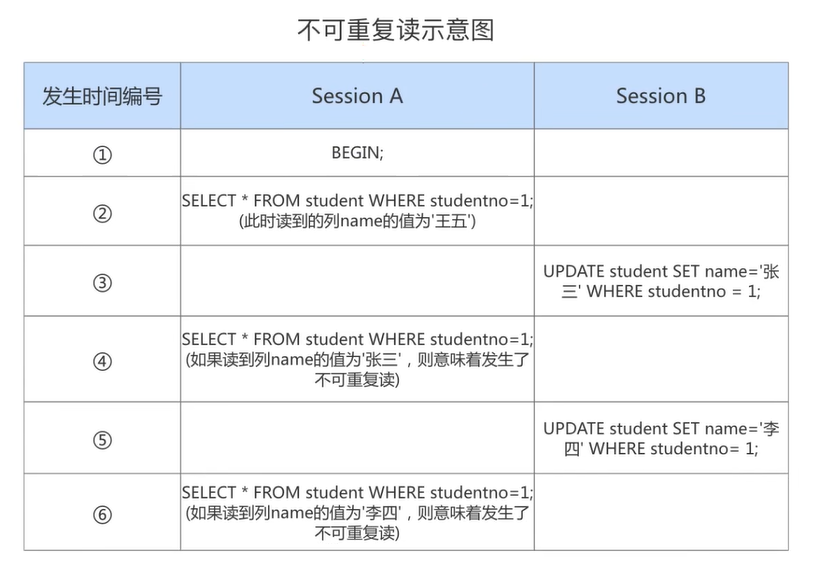 不可重复读示意图
发生时间编号
Session A
Session B
①
BEGIN;
②
SELECT * FROM student WHERE studentno=1;
(此时读到的列name的值为'王五')
③
UPDATE student SET name='张
三' WHERE studentno = 1;
④
SELECT * FROM student WHERE studentno=1;
(如果读到列name的值为'张三'，则意味着发生了
不可重复读)
⑤
UPDATE student SET name='李
四' WHERE studentno= 1;
⑥
SELECT * FROM student WHERE studentno=1;
(如果读到列name的值为'李四'，则意味着发生了
不可重复读)